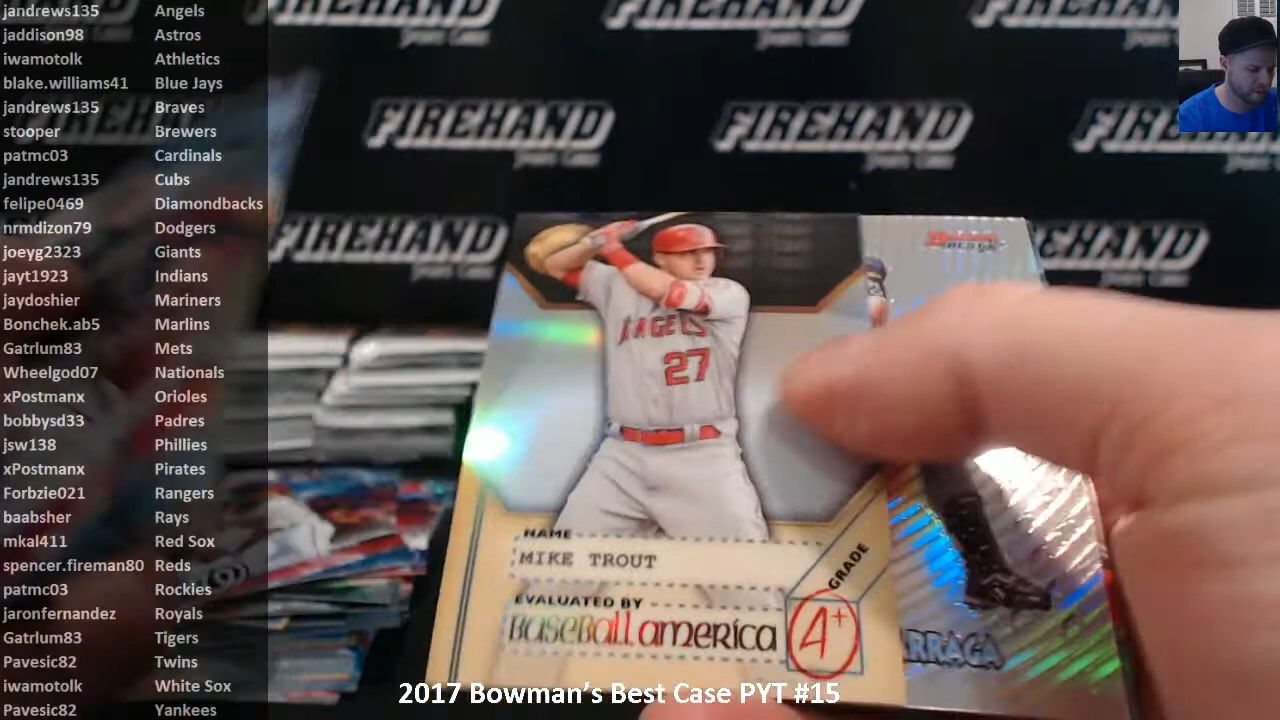 jandrews135 Angels
jaddison98 Astros
iwamotolk Athletics
blake.williams41 Blue Jays
jandrews135 Braves
stooper Brewers
patmc03 Cardinals
jandrews135 Cubs
felipe0469 Diamondbacks
nrmdizon79 Dodgers
joeyg2323 Giants
jayt1923 Indians
jaydoshier Mariners
Bonchek.ab5 Marlins
Gatrlum83 Mets
Wheelgod07 Nationals
xPostmanx Orioles
bobbysd33 Padres
jsw138 Phillies
xPostmanx Pirates
Forbzie021 Rangers
baabsher Rays
mkal411 Red Sox
spencer.fireman80 Reds
patmc03 Rockies
jaronfernandez Royals
Gatrlum83 Tigers
Pavesic82 Twins
iwamotolk White Sox
Pavesic82 Yankees
FIREHAND FIREHAND
FIREHAND
FIREHAND
ANGELS
27
NAME
MIKE TROUT
GRADE
A+
EVALUATED BY
BaseBall america
RRAGA
2017 Bowman's Best Case PYT #15